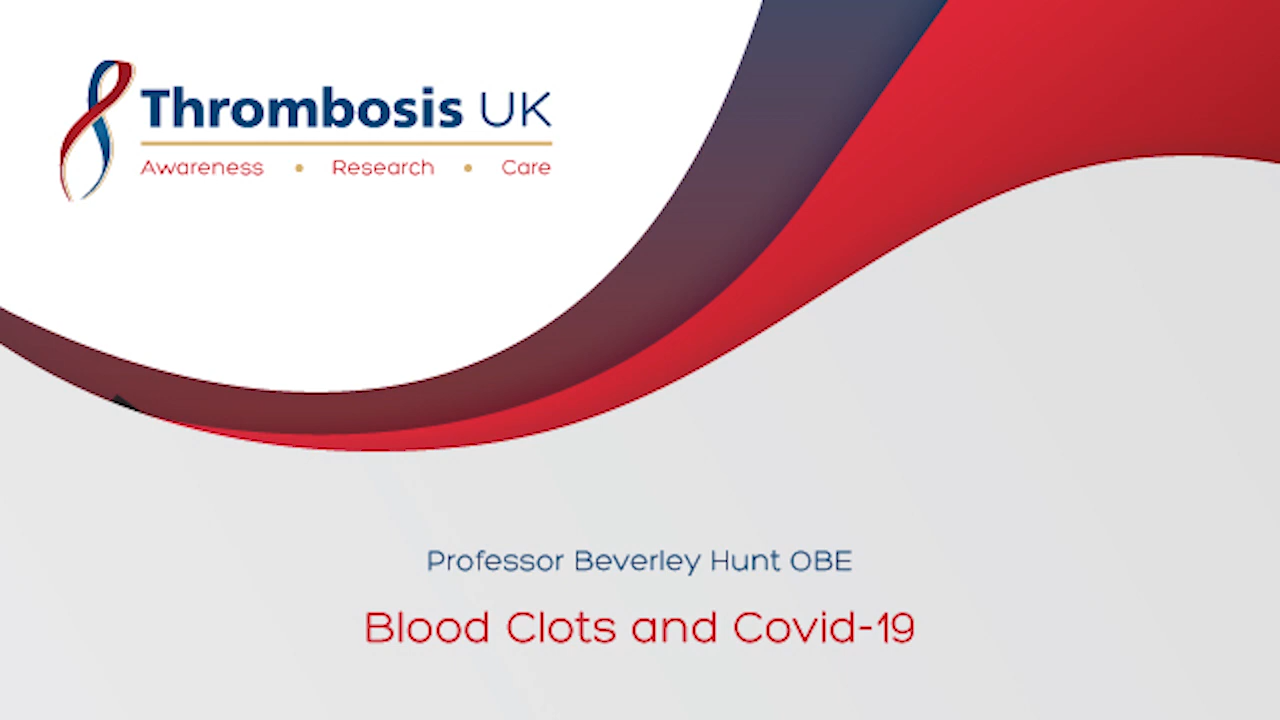 Thrombosis UK
Awareness • Research • Care
Professor Beverley Hunt OBE
Blood Clots and Covid-19